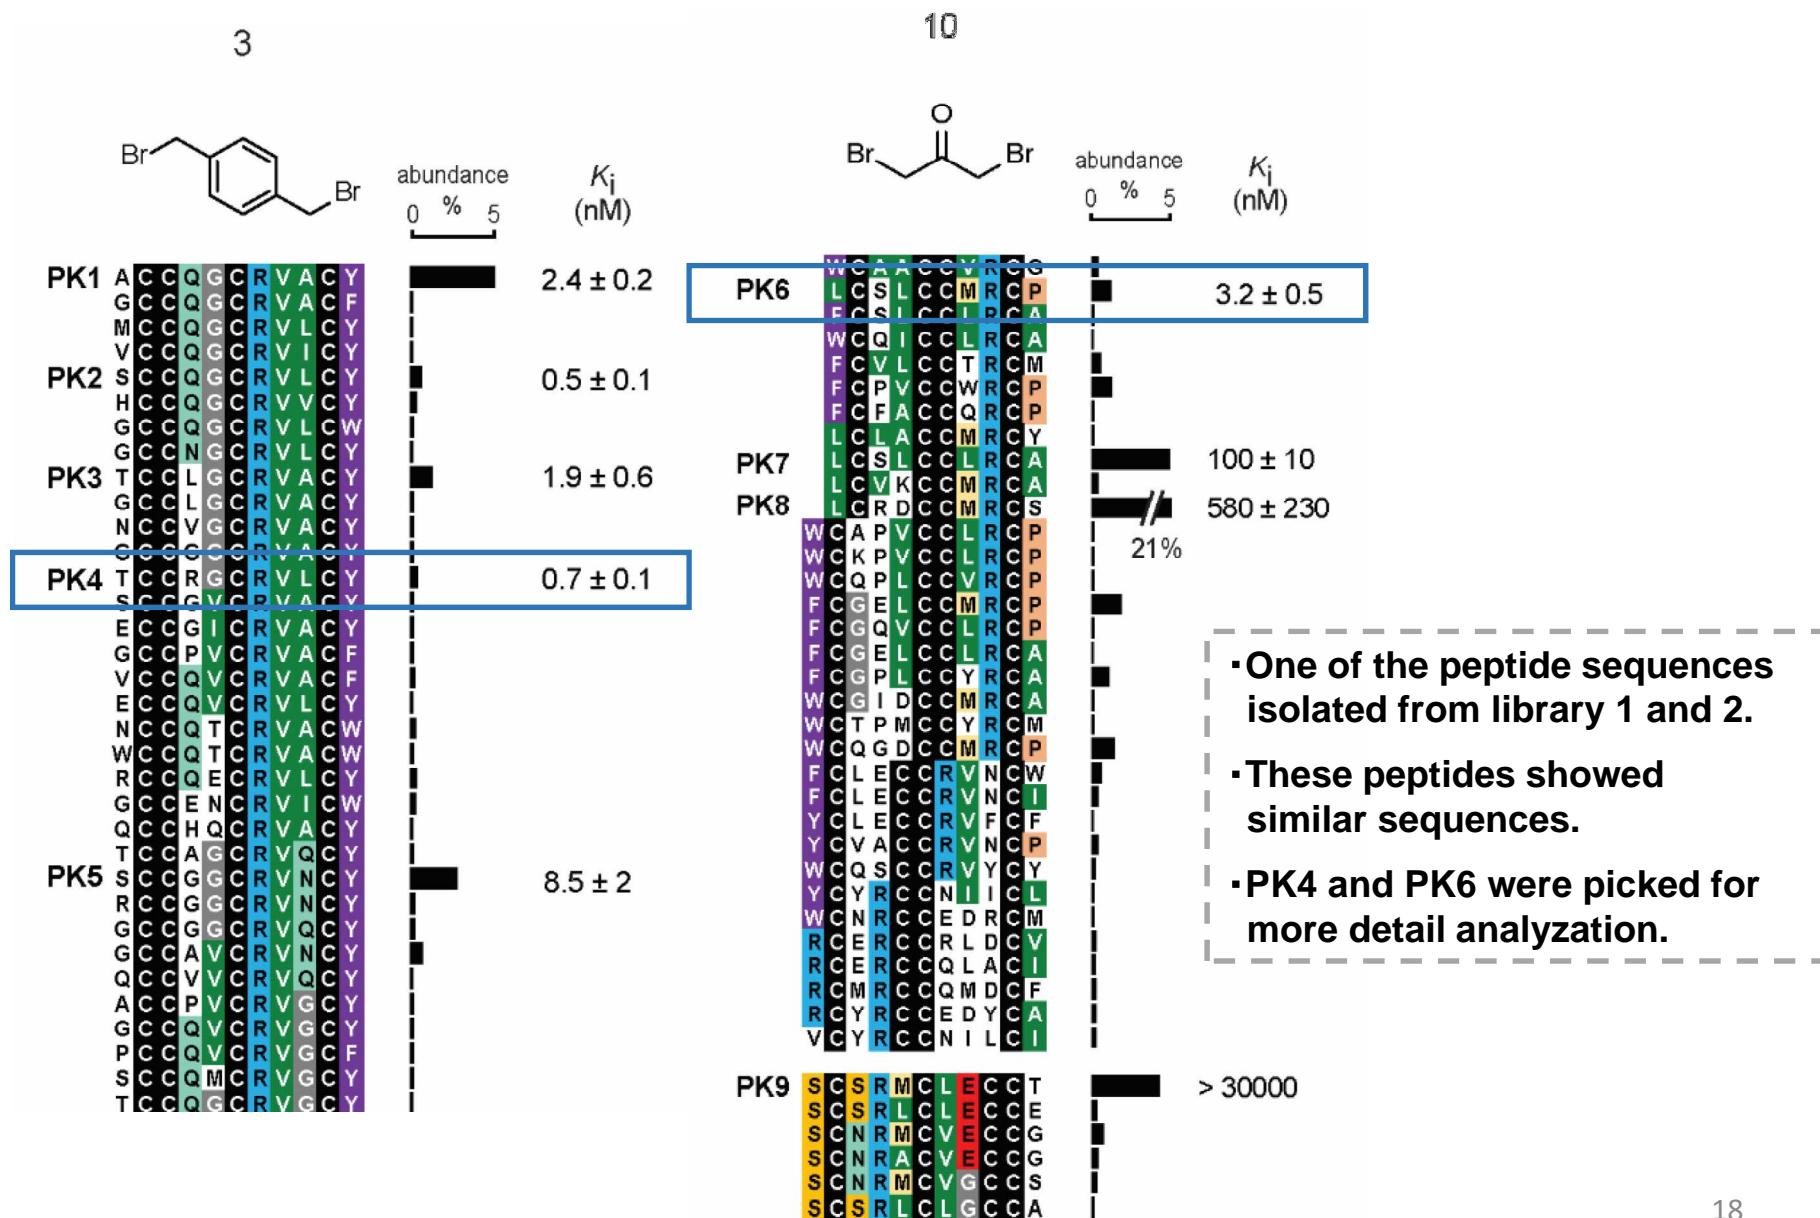 3
Br
Br
abundance
% 
0 5
Ki
(nM)
PK1 A C C Q G C R V A C Y 2.4 ± 0.2
G C C Q G C R V A C F
M C C Q G C R V L C Y
V C C Q G C R V I C Y
PK2 S C C Q G C R V L C Y 0.5 ± 0.1
H C C Q G C R V V C Y
G C C Q G C R V L C W
G C C N G C R V L C Y
PK3 T C C L G C R V A C Y 1.9 ± 0.6
G C C L G C R V A C Y
N C C V G C R V A C Y
G C C G G C R V A C Y
PK4 T C C R G C R V L C Y 0.7 ± 0.1
S C C G V C R V A C Y
E C C G I C R V A C Y
G C C P V C R V A C F
V C C Q V C R V A C F
E C C Q V C R V L C Y
N C C Q T C R V A C W
W C C Q T C R V A C W
R C C Q E C R V L C Y
G C C E N C R V I C W
Q C C H Q C R V A C Y
T C C A G C R V Q C Y
PK5 S C C G G C R V N C Y 8.5 ± 2
R C C G G C R V N C Y
G C C G G C R V Q C Y
G C C A V C R V N C Y
Q C C V V C R V Q C Y
A C C P V C R V G C Y
G C C Q V C R V G C Y
P C C Q V C R V G C F
S C C Q M C R V G C Y
T C C Q G C R V G C Y
10
O
Br Br
abundance
%
0 5
Ki
(nM)
W C A A C C V R C G
PK6 L C S L C C M R C P 3.2 ± 0.5
F C S L C C L R C A
W C Q I C C L R C A
F C V L C C T R C M
F C P V C C W R C P
F C F A C C Q R C P
L C L A C C M R C Y
PK7 L C S L C C L R C A 100 ± 10
L C V K C C M R C A
PK8 L C R D C C M R C S 580 ± 230
21%
W C A P V C C L R C P
W C K P V C C L R C P
W C Q P L C C V R C P
F C G E L C C M R C P
F C G Q V C C L R C P
F C G E L C C L R C A
F C G P L C C Y R C A
W C G I D C C M R C A
W C T P M C C Y R C M
W C Q G D C C M R C P
F C L E C C R V N C W
F C L E C C R V N C I
Y C L E C C R V F C F
Y C V A C C R V N C P
W C Q S C C R V Y C Y
Y C Y R C C N I I C L
W C N R C C E D R C M
R C E R C C R L D C V
R C E R C C Q L A C I
R C M R C C Q M D C F
R C Y R C C E D Y C A
V C Y R C C N I L C I
PK9 S C S R M C L E C C T > 30000
S C S R L C L E C C E
S C N R M C V E C C G
S C N R A C V E C C G
S C N R M C V G C C S
S C S R L C L G C C A
・One of the peptide sequences
isolated from library 1 and 2.
・These peptides showed
similar sequences.
・PK4 and PK6 were picked for
more detail analyzation.
18